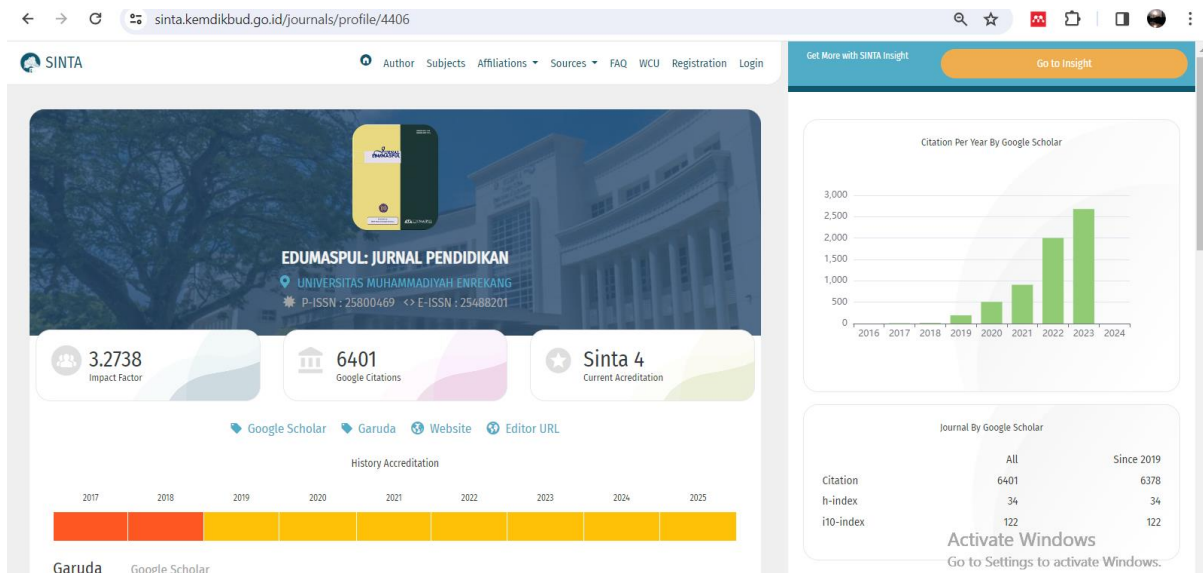 sinta.kemdikbud.go.id/journals/profile/4406
SINTA
Author Subjects Affiliations Sources FAQ WCU Registration Login
EDUMASPUL: JURNAL PENDIDIKAN
UNIVERSITAS MUHAMMADIYAH ENREKANG
P-ISSN : 25800469 <> E-ISSN : 25488201
3.2738
Impact Factor
6401
Google Citations
Sinta 4
Current Acreditation
Google Scholar Garuda Website Editor URL
History Accreditation
2017 2018 2019 2020 2021 2022 2023 2024 2025
Garuda Google Scholar
Get More with SINTA Insight
Go to Insight
Citation Per Year By Google Scholar
3,000
2,500
2,000
1,500
1,000
500
0
2016 2017 2018 2019 2020 2021 2022 2023 2024
Journal By Google Scholar
All Since 2019
Citation 6401 6378
h-index 34 34
i10-index 122 122
Activate Windows
Go to Settings to activate Windows.